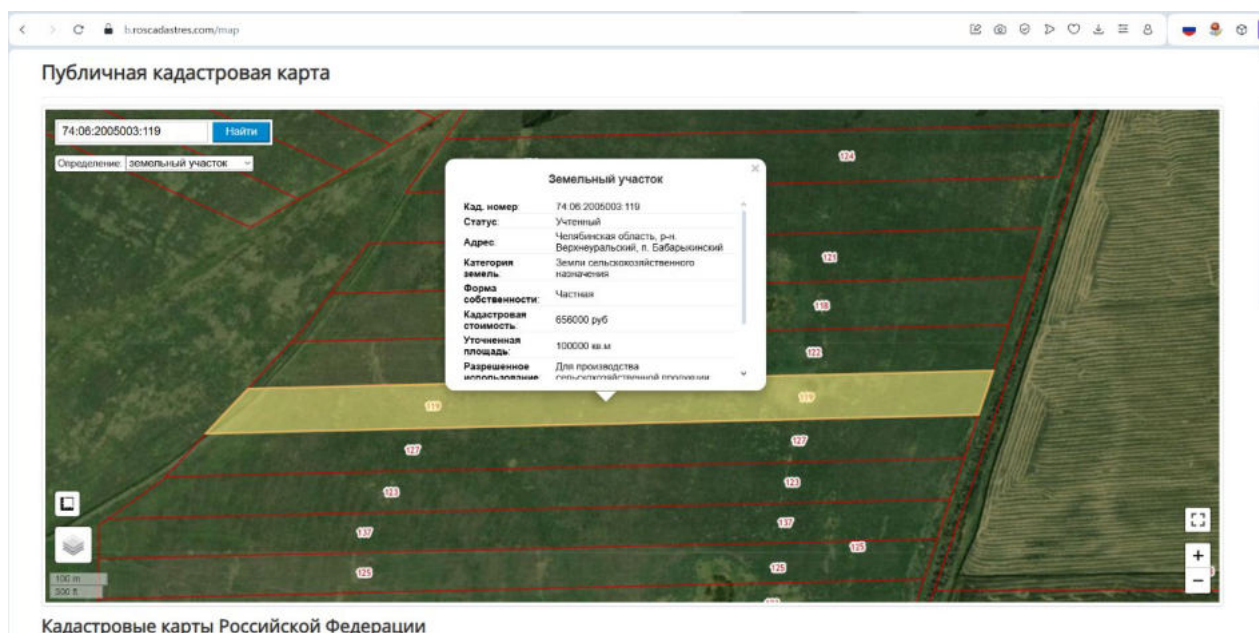 b.roscadastres.com/map
Публичная кадастровая карта
74:06:2005003:119
Найти
Определение: земельный участок
Земельный участок
Кад. номер: 74:06:2005003:119
Статус: Учтенный
Адрес: Челябинская область, р-н.
Верхнеуральский, п. Бабарыкинский
Категория земель: Земли сельскохозяйственного
назначения
Форма собственности: Частная
Кадастровая стоимость: 656000 руб
Уточненная площадь: 100000 кв.м
Разрешенное использование: Для производства
сельскохозяйственной продукции
124
121
118
122
119
119
127
127
123
123
137
137
125
125
125
100 m
300 ft
+
−
Кадастровые карты Российской Федерации